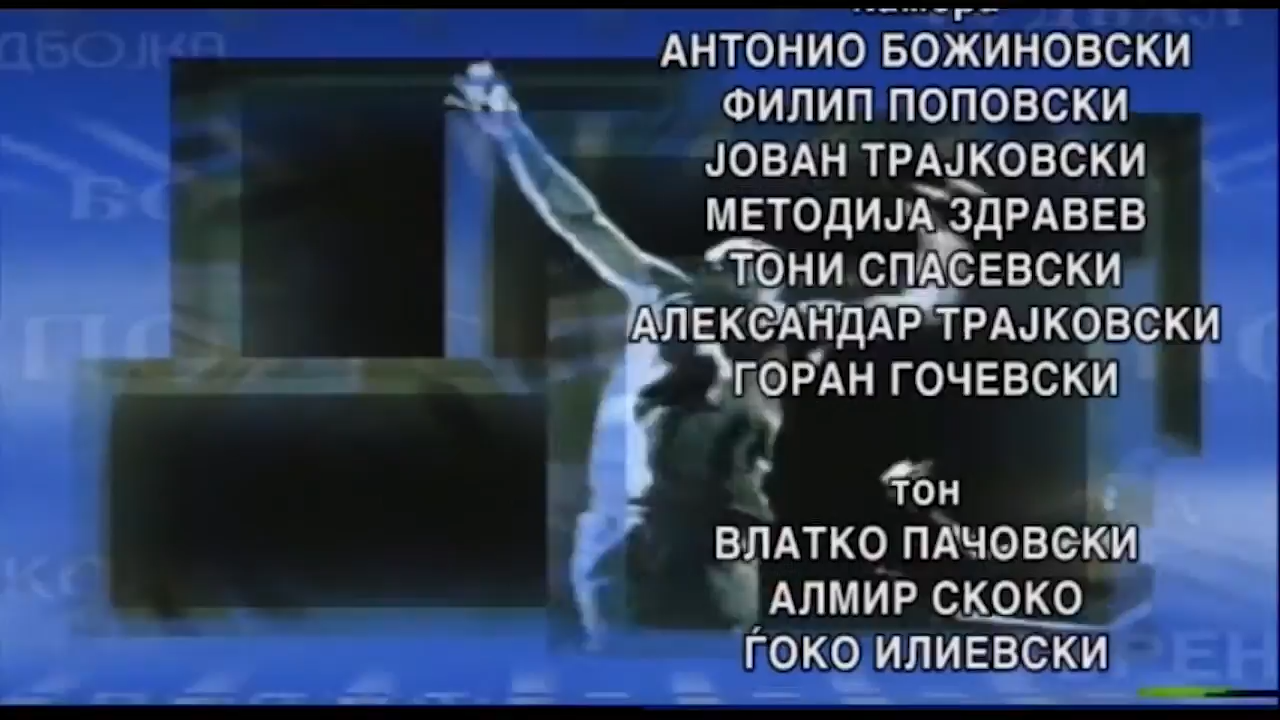 камера
АНТОНИО БОЖИНОВСКИ
ФИЛИП ПОПОВСКИ
ЈОВАН ТРАЈКОВСКИ
МЕТОДИЈА ЗДРАВЕВ
ТОНИ СПАСЕВСКИ
АЛЕКСАНДАР ТРАЈКОВСКИ
ГОРАН ГОЧЕВСКИ
тон
ВЛАТКО ПАЧОВСКИ
АЛМИР СКОКО
ЃОКО ИЛИЕВСКИ